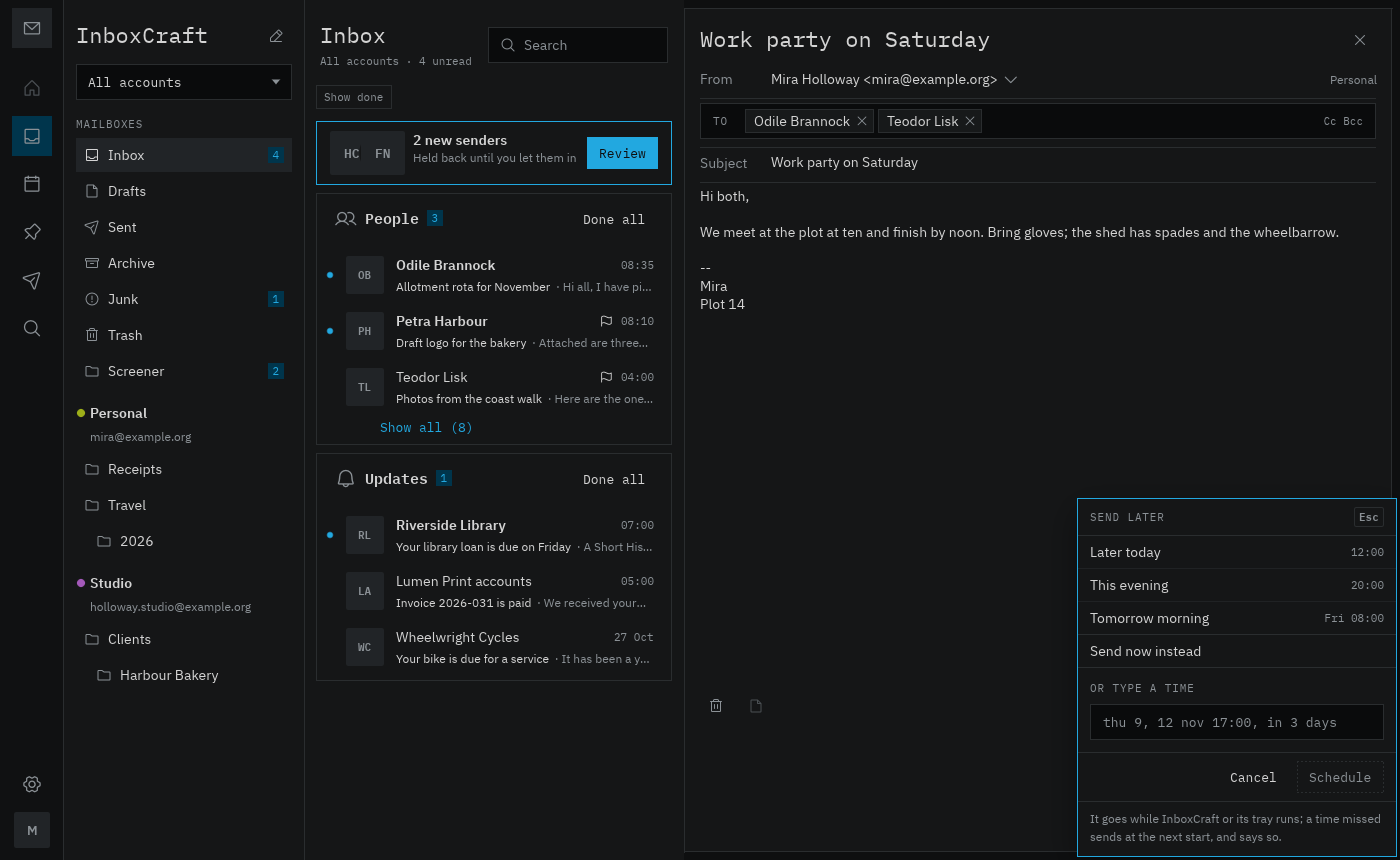 InboxCraft
All accounts
MAILBOXES
Inbox 4
Drafts
Sent
Archive
Junk 1
Trash
Screener 2
Personal
mira@example.org
Receipts
Travel
2026
Studio
holloway.studio@example.org
Clients
Harbour Bakery
M
Inbox
All accounts · 4 unread
Search
Show done
HC FN
2 new senders
Held back until you let them in
Review
People 3
Done all
OB
Odile Brannock 08:35
Allotment rota for November · Hi all, I have pi…
PH
Petra Harbour 08:10
Draft logo for the bakery · Attached are three…
TL
Teodor Lisk 04:00
Photos from the coast walk · Here are the one…
Show all (8)
Updates 1
Done all
RL
Riverside Library 07:00
Your library loan is due on Friday · A Short His…
LA
Lumen Print accounts 05:00
Invoice 2026-031 is paid · We received your…
WC
Wheelwright Cycles 27 Oct
Your bike is due for a service · It has been a y…
Work party on Saturday
From Mira Holloway <mira@example.org> Personal
TO Odile Brannock Teodor Lisk Cc Bcc
Subject Work party on Saturday
Hi both,
We meet at the plot at ten and finish by noon. Bring gloves; the shed has spades and the wheelbarrow.
--
Mira
Plot 14
SEND LATER Esc
Later today 12:00
This evening 20:00
Tomorrow morning Fri 08:00
Send now instead
OR TYPE A TIME
thu 9, 12 nov 17:00, in 3 days
Cancel Schedule
It goes while InboxCraft or its tray runs; a time missed
sends at the next start, and says so.